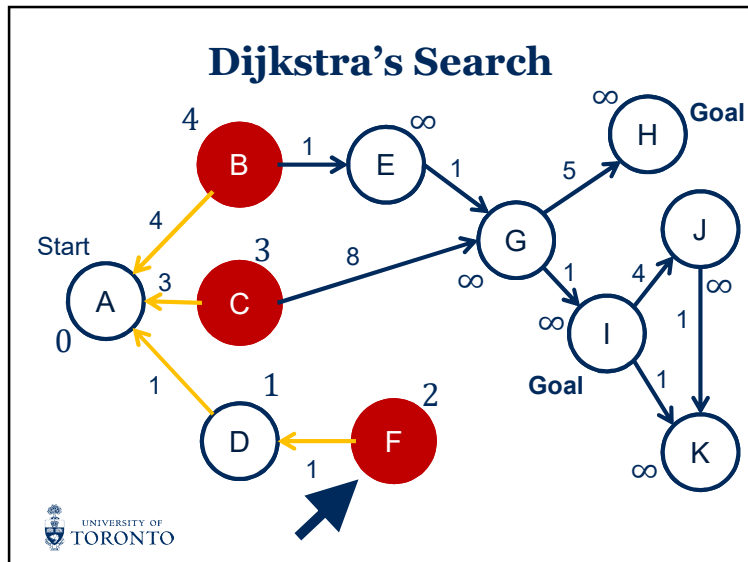 Dijkstra's Search
∞
H
Goal
4
B
1
E
∞
1
5
J
G
4
Start
3
8
∞
1
4
∞
A
3
C
∞
I
1
0
Goal
1
1
1
2
D
F
K
1
∞
UNIVERSITY OF
TORONTO